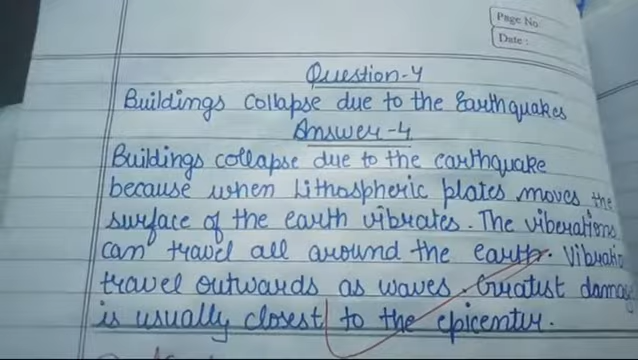 Page No
Date:
Question-4
Buildings collapse due to the Earthquakes
Answer-4
Buildings collapse due to the earthquake
because when Lithospheric plates moves the
surface of the earth vibrates. The viberations
can travel all around the earth. Vibratio
travel outwards as waves. Greatest damag
is usually closest to the epicenter.